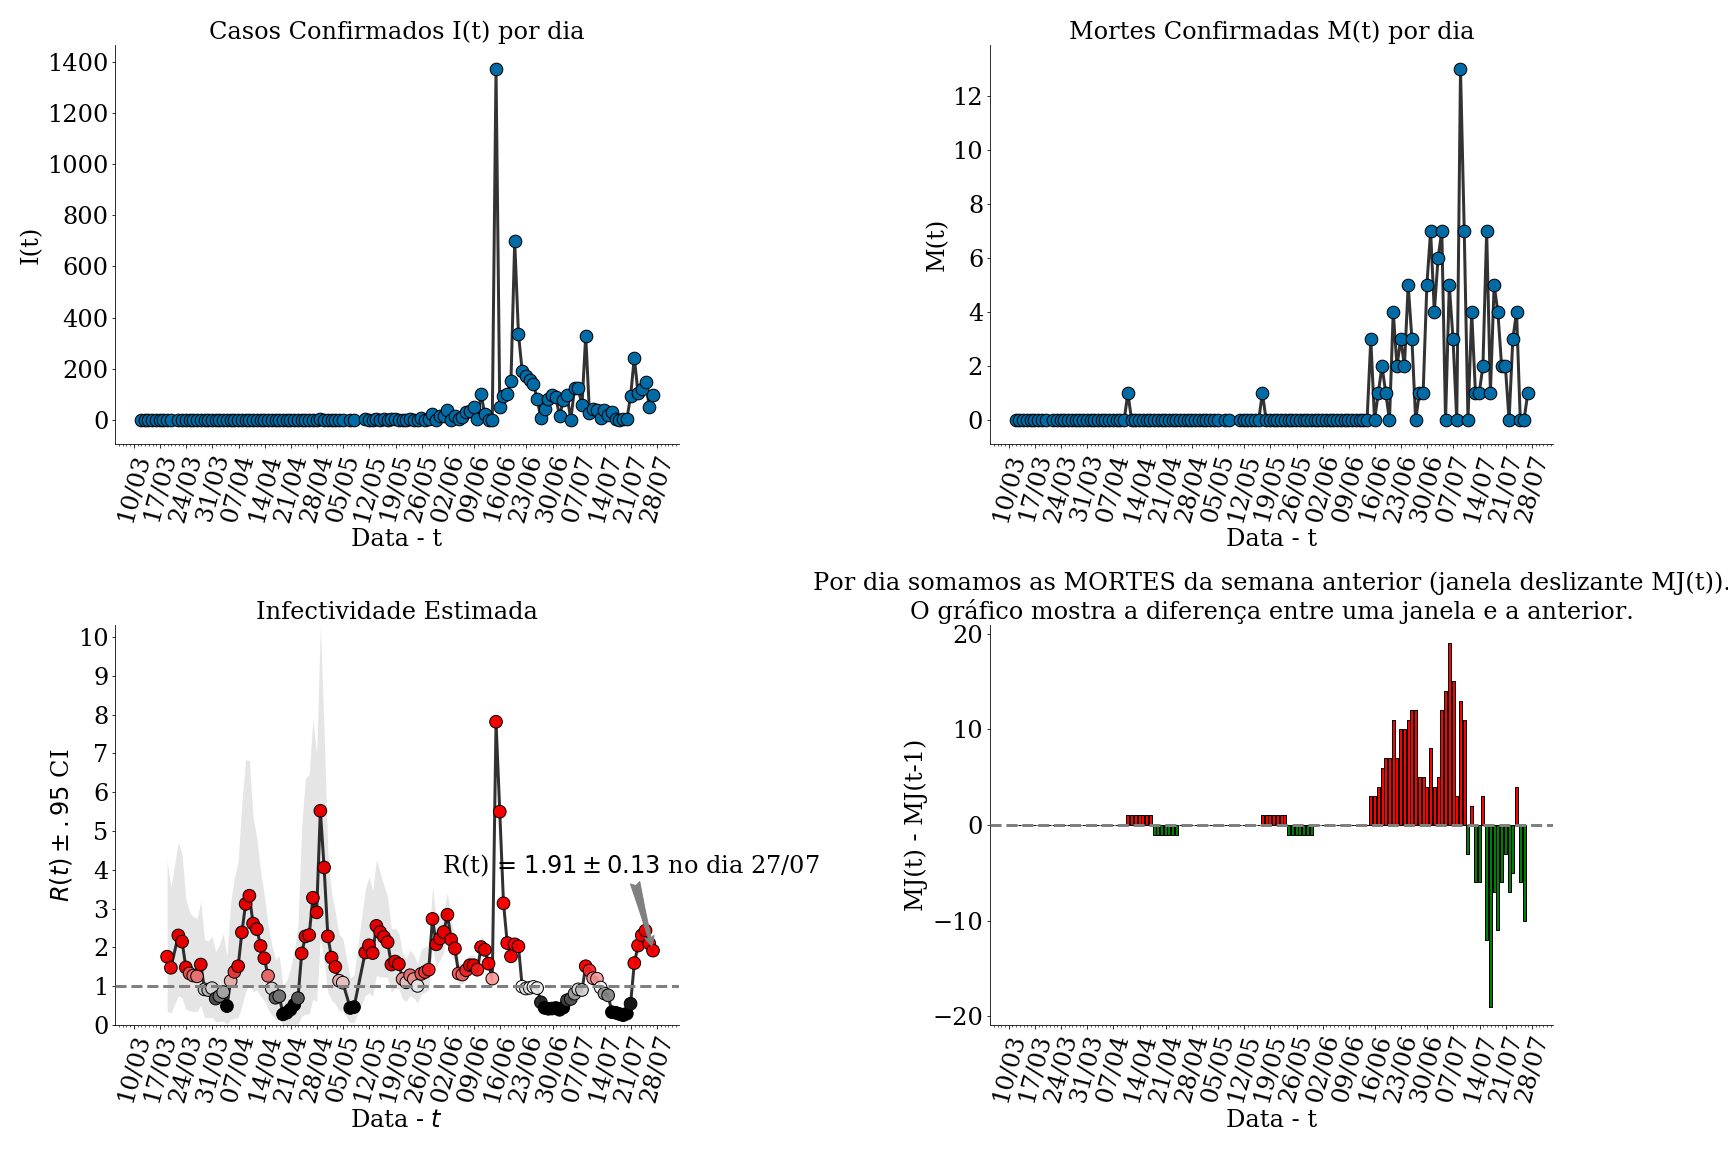 Casos Confirmados I(t) por dia
1400
1200
1000
800
600
400
200
0
I(t)
10/03 17/03 24/03 31/03 07/04 14/04 21/04 28/04 05/05 12/05 19/05 26/05 02/06 09/06 16/06 23/06 30/06 07/07 14/07 21/07 28/07
Data - t
Mortes Confirmadas M(t) por dia
12
10
8
6
4
2
0
M(t)
10/03 17/03 24/03 31/03 07/04 14/04 21/04 28/04 05/05 12/05 19/05 26/05 02/06 09/06 16/06 23/06 30/06 07/07 14/07 21/07 28/07
Data - t
Infectividade Estimada
10
9
8
7
6
5
4
3
2
1
0
R(t) ± .95 CI
R(t) = 1.91 ± 0.13 no dia 27/07
10/03 17/03 24/03 31/03 07/04 14/04 21/04 28/04 05/05 12/05 19/05 26/05 02/06 09/06 16/06 23/06 30/06 07/07 14/07 21/07 28/07
Data - t
Por dia somamos as MORTES da semana anterior (janela deslizante MJ(t)).
O gráfico mostra a diferença entre uma janela e a anterior.
20
10
0
−10
−20
MJ(t) - MJ(t-1)
10/03 17/03 24/03 31/03 07/04 14/04 21/04 28/04 05/05 12/05 19/05 26/05 02/06 09/06 16/06 23/06 30/06 07/07 14/07 21/07 28/07
Data - t